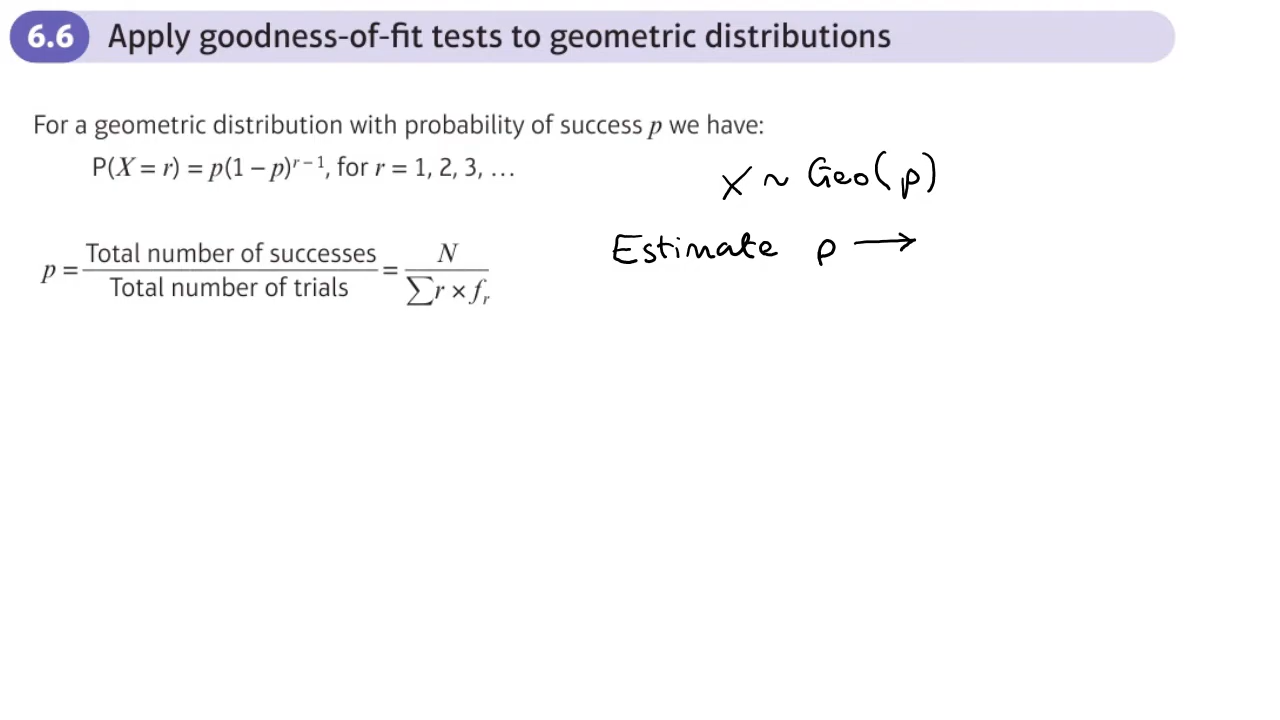 6.6 Apply goodness-of-fit tests to geometric distributions
For a geometric distribution with probability of success p we have:
P(X = r) = p(1 – p)^{r – 1}, for r = 1, 2, 3, …
X ~ Geo(p)
Estimate p →
p = Total number of successes / Total number of trials = N / ∑r × f_r